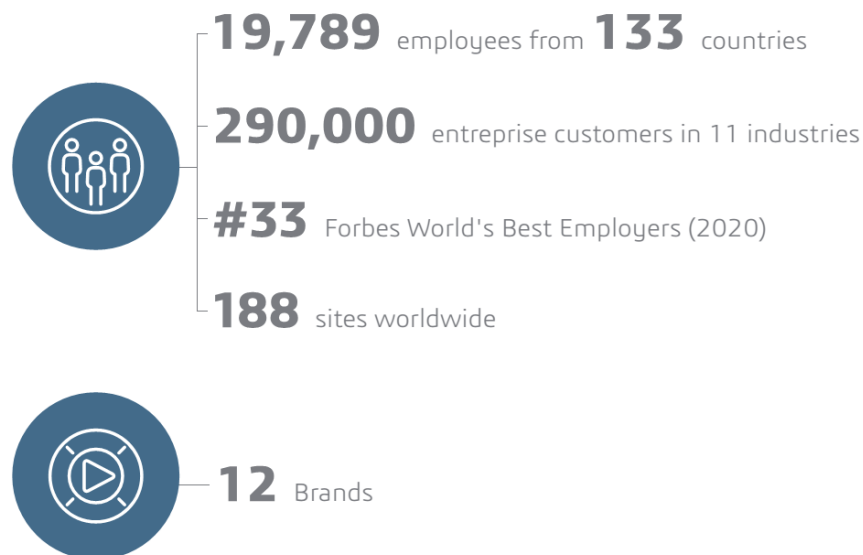 19,789 employees from 133 countries
290,000 entreprise customers in 11 industries
#33 Forbes World's Best Employers (2020)
188 sites worldwide
12 Brands